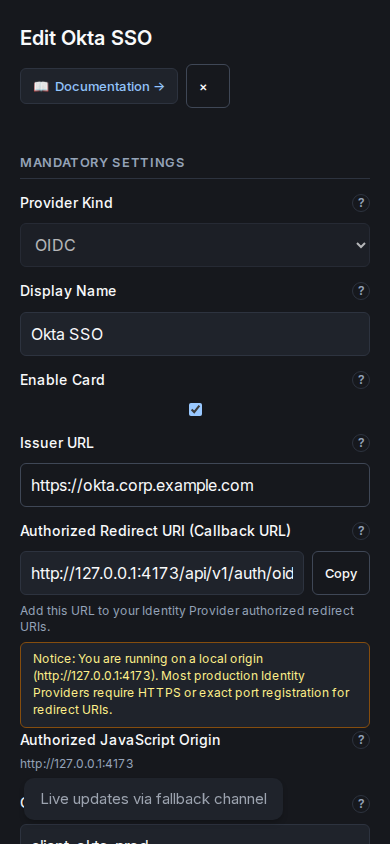 Edit Okta SSO
📖 Documentation →
×
MANDATORY SETTINGS
Provider Kind ?
OIDC
Display Name ?
Okta SSO
Enable Card ?
Issuer URL ?
https://okta.corp.example.com
Authorized Redirect URI (Callback URL) ?
http://127.0.0.1:4173/api/v1/auth/oid
Copy
Add this URL to your Identity Provider authorized redirect
URIs.
Notice: You are running on a local origin
(http://127.0.0.1:4173). Most production Identity
Providers require HTTPS or exact port registration for
redirect URIs.
Authorized JavaScript Origin ?
http://127.0.0.1:4173
Live updates via fallback channel
?
client_okta_prod